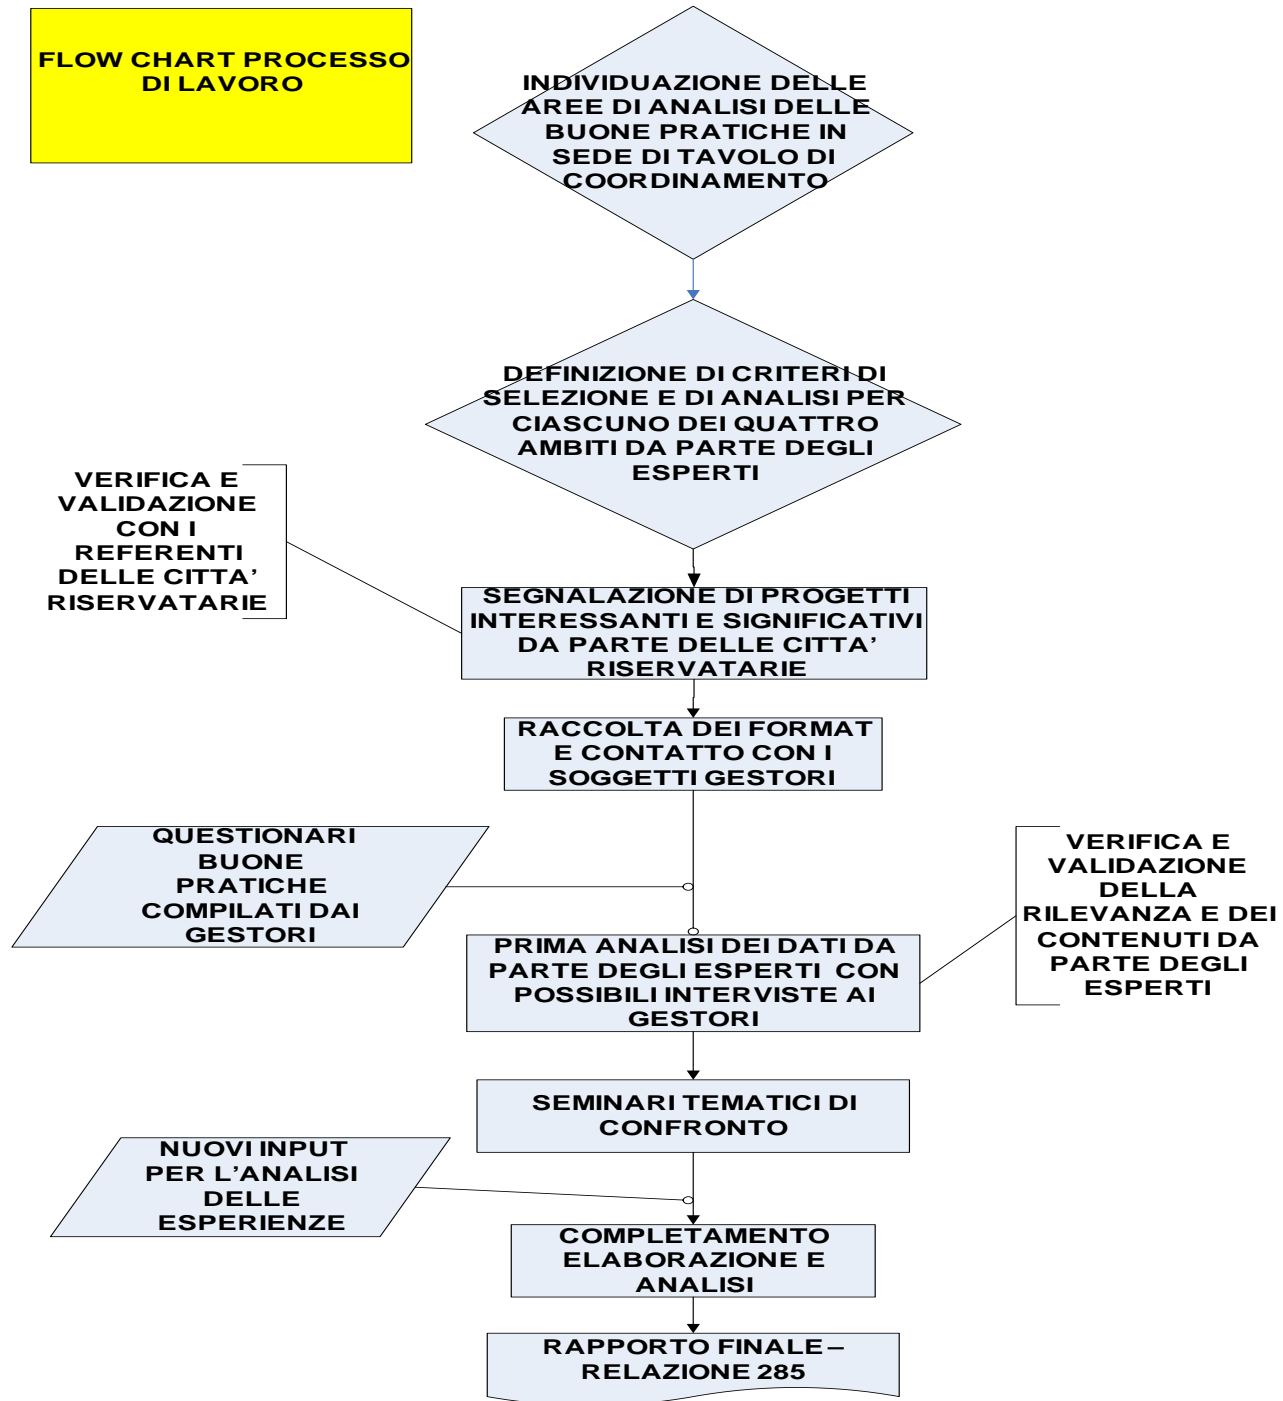 FLOW CHART PROCESSO
DI LAVORO
INDIVIDUAZIONE DELLE
AREE DI ANALISI DELLE
BUONE PRATICHE IN
SEDE DI TAVOLO DI
COORDINAMENTO
DEFINIZIONE DI CRITERI DI
SELEZIONE E DI ANALISI PER
CIASCUNO DEI QUATTRO
AMBITI DA PARTE DEGLI
ESPERTI
VERIFICA E
VALIDAZIONE
CON I
REFERENTI
DELLE CITTA’
RISERVATARIE
SEGNALAZIONE DI PROGETTI
INTERESSANTI E SIGNIFICATIVI
DA PARTE DELLE CITTA’
RISERVATARIE
RACCOLTA DEI FORMAT
E CONTATTO CON I
SOGGETTI GESTORI
QUESTIONARI
BUONE
PRATICHE
COMPILATI DAI
GESTORI
VERIFICA E
VALIDAZIONE
DELLA
RILEVANZA E DEI
CONTENUTI DA
PARTE DEGLI
ESPERTI
PRIMA ANALISI DEI DATI DA
PARTE DEGLI ESPERTI CON
POSSIBILI INTERVISTE AI
GESTORI
SEMINARI TEMATICI DI
CONFRONTO
NUOVI INPUT
PER L’ANALISI
DELLE
ESPERIENZE
COMPLETAMENTO
ELABORAZIONE E
ANALISI
RAPPORTO FINALE –
RELAZIONE 285